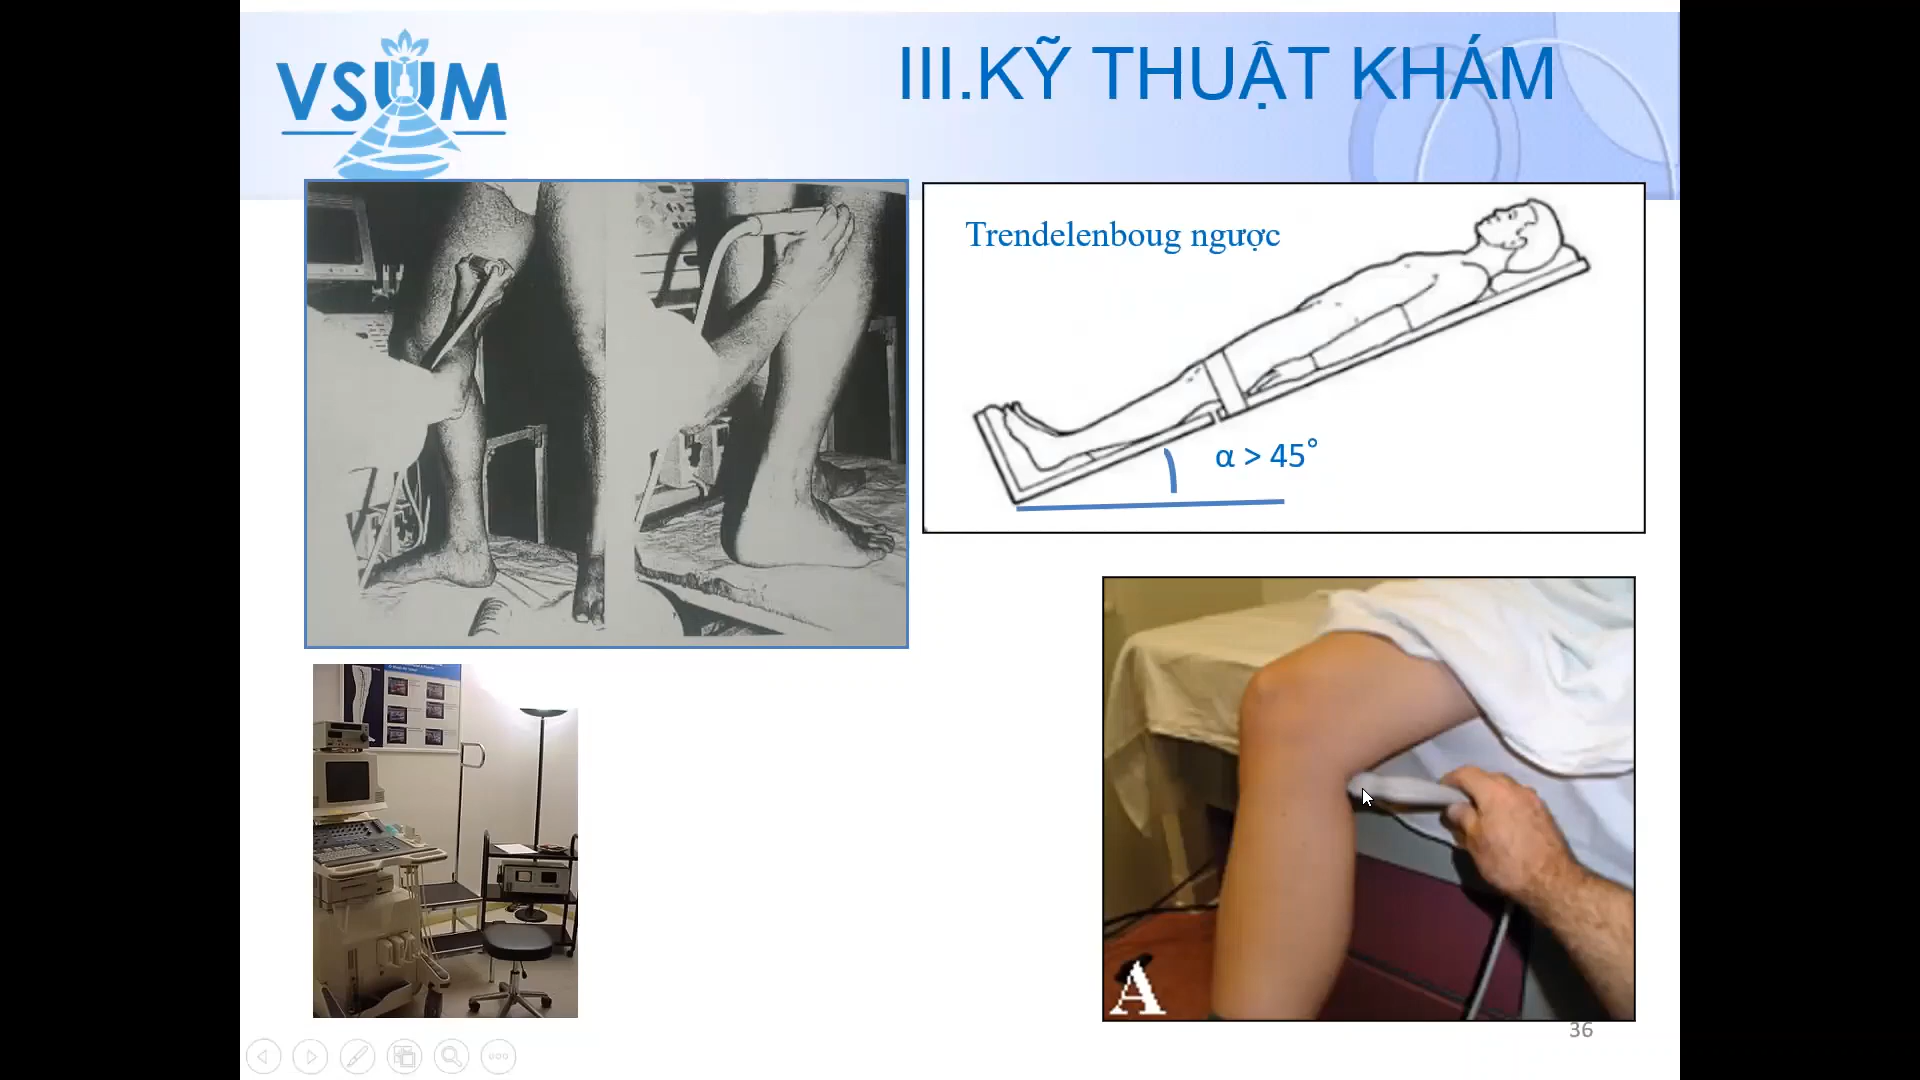 VSUM
III.KỸ THUẬT KHÁM
Trendelenboug ngược
α > 45°
A
36